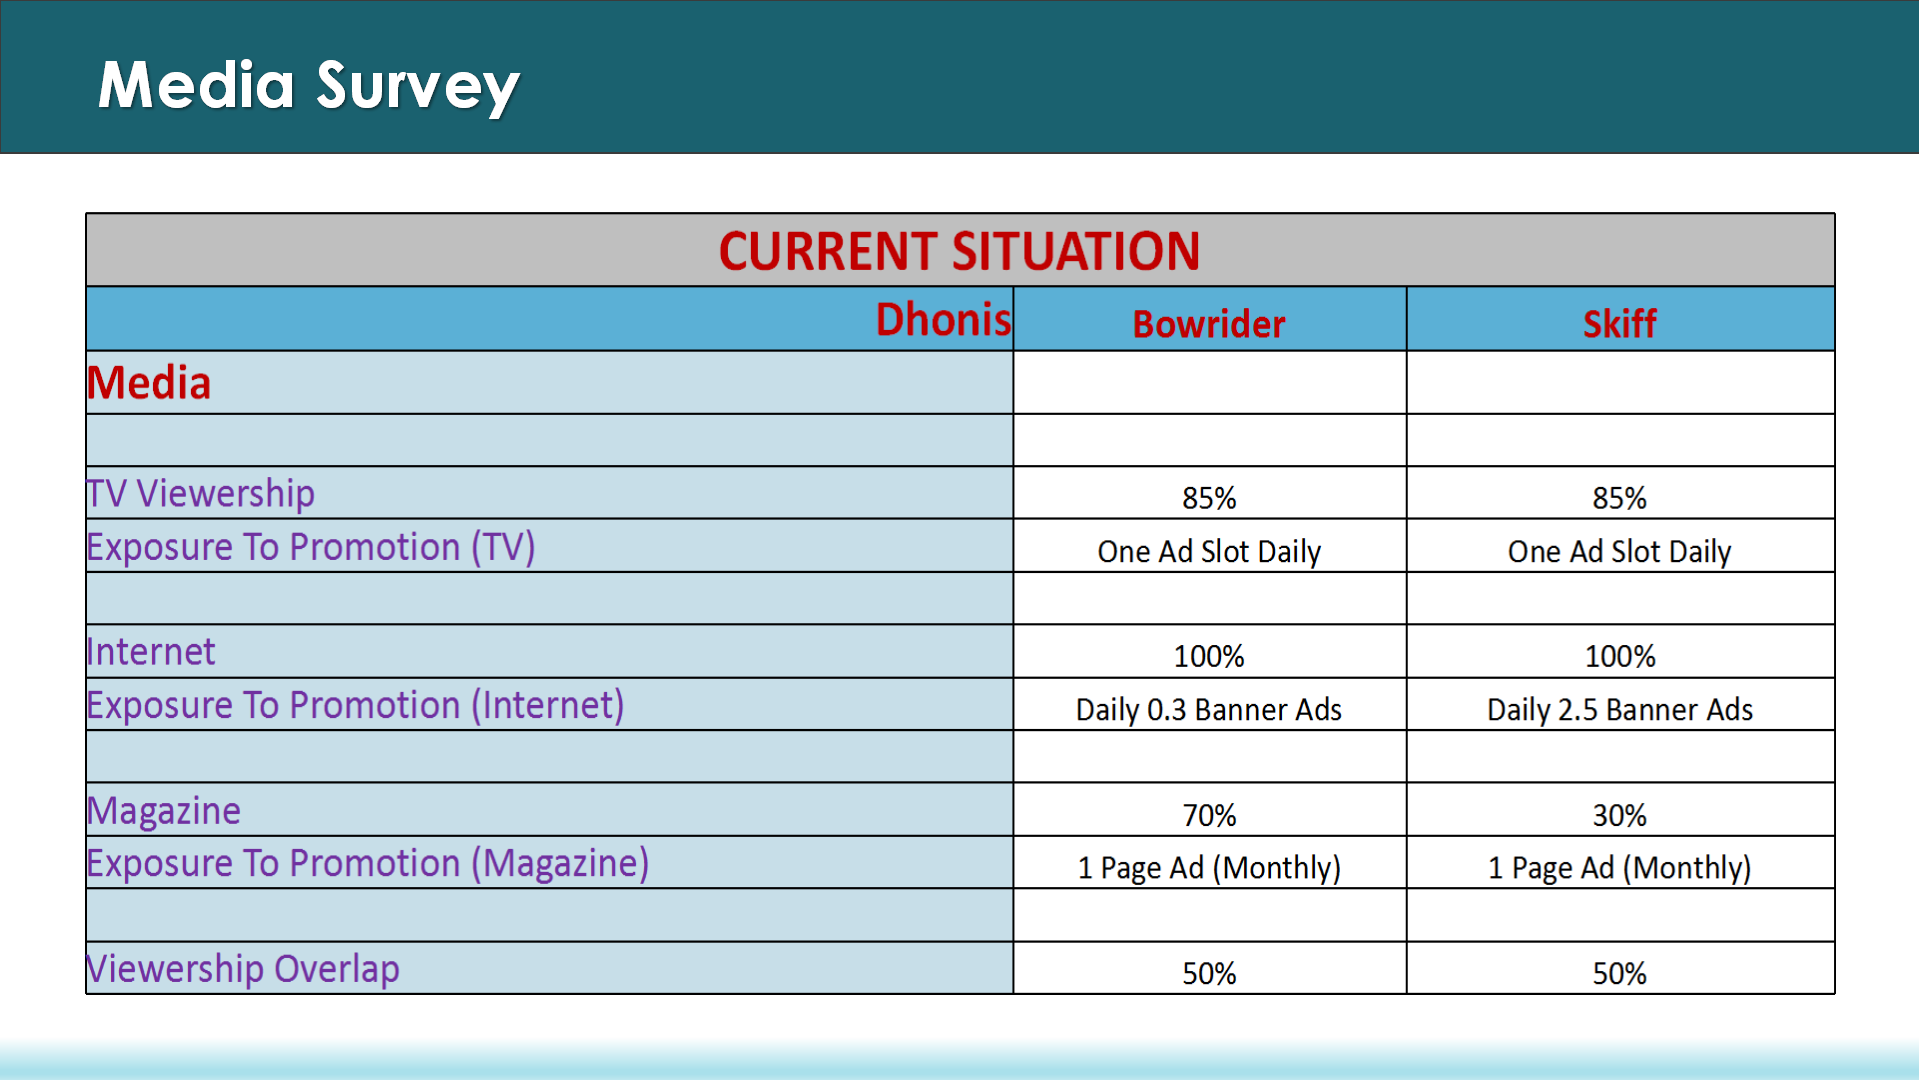 Media Survey
CURRENT SITUATION
Dhonis Bowrider Skiff
Media
TV Viewership 85% 85%
Exposure To Promotion (TV) One Ad Slot Daily One Ad Slot Daily
Internet 100% 100%
Exposure To Promotion (Internet) Daily 0.3 Banner Ads Daily 2.5 Banner Ads
Magazine 70% 30%
Exposure To Promotion (Magazine) 1 Page Ad (Monthly) 1 Page Ad (Monthly)
Viewership Overlap 50% 50%